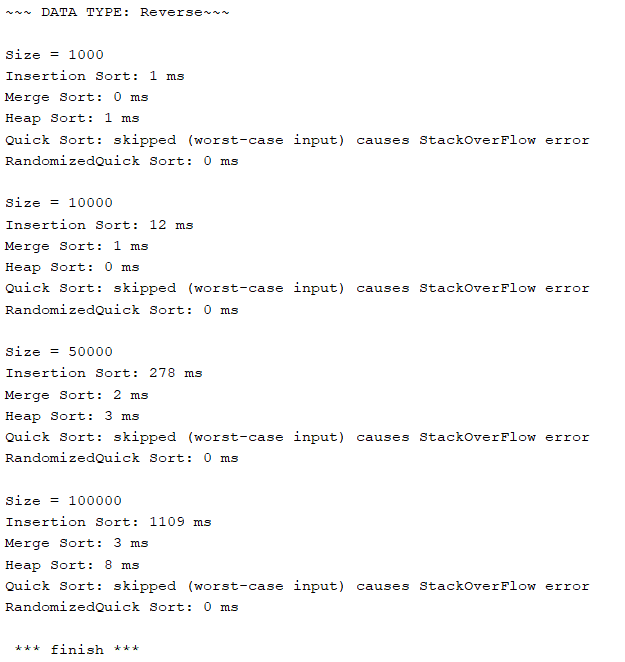 ~~~ DATA TYPE: Reverse~~~
Size = 1000
Insertion Sort: 1 ms
Merge Sort: 0 ms
Heap Sort: 1 ms
Quick Sort: skipped (worst-case input) causes StackOverFlow error
RandomizedQuick Sort: 0 ms
Size = 10000
Insertion Sort: 12 ms
Merge Sort: 1 ms
Heap Sort: 0 ms
Quick Sort: skipped (worst-case input) causes StackOverFlow error
RandomizedQuick Sort: 0 ms
Size = 50000
Insertion Sort: 278 ms
Merge Sort: 2 ms
Heap Sort: 3 ms
Quick Sort: skipped (worst-case input) causes StackOverFlow error
RandomizedQuick Sort: 0 ms
Size = 100000
Insertion Sort: 1109 ms
Merge Sort: 3 ms
Heap Sort: 8 ms
Quick Sort: skipped (worst-case input) causes StackOverFlow error
RandomizedQuick Sort: 0 ms
*** finish ***